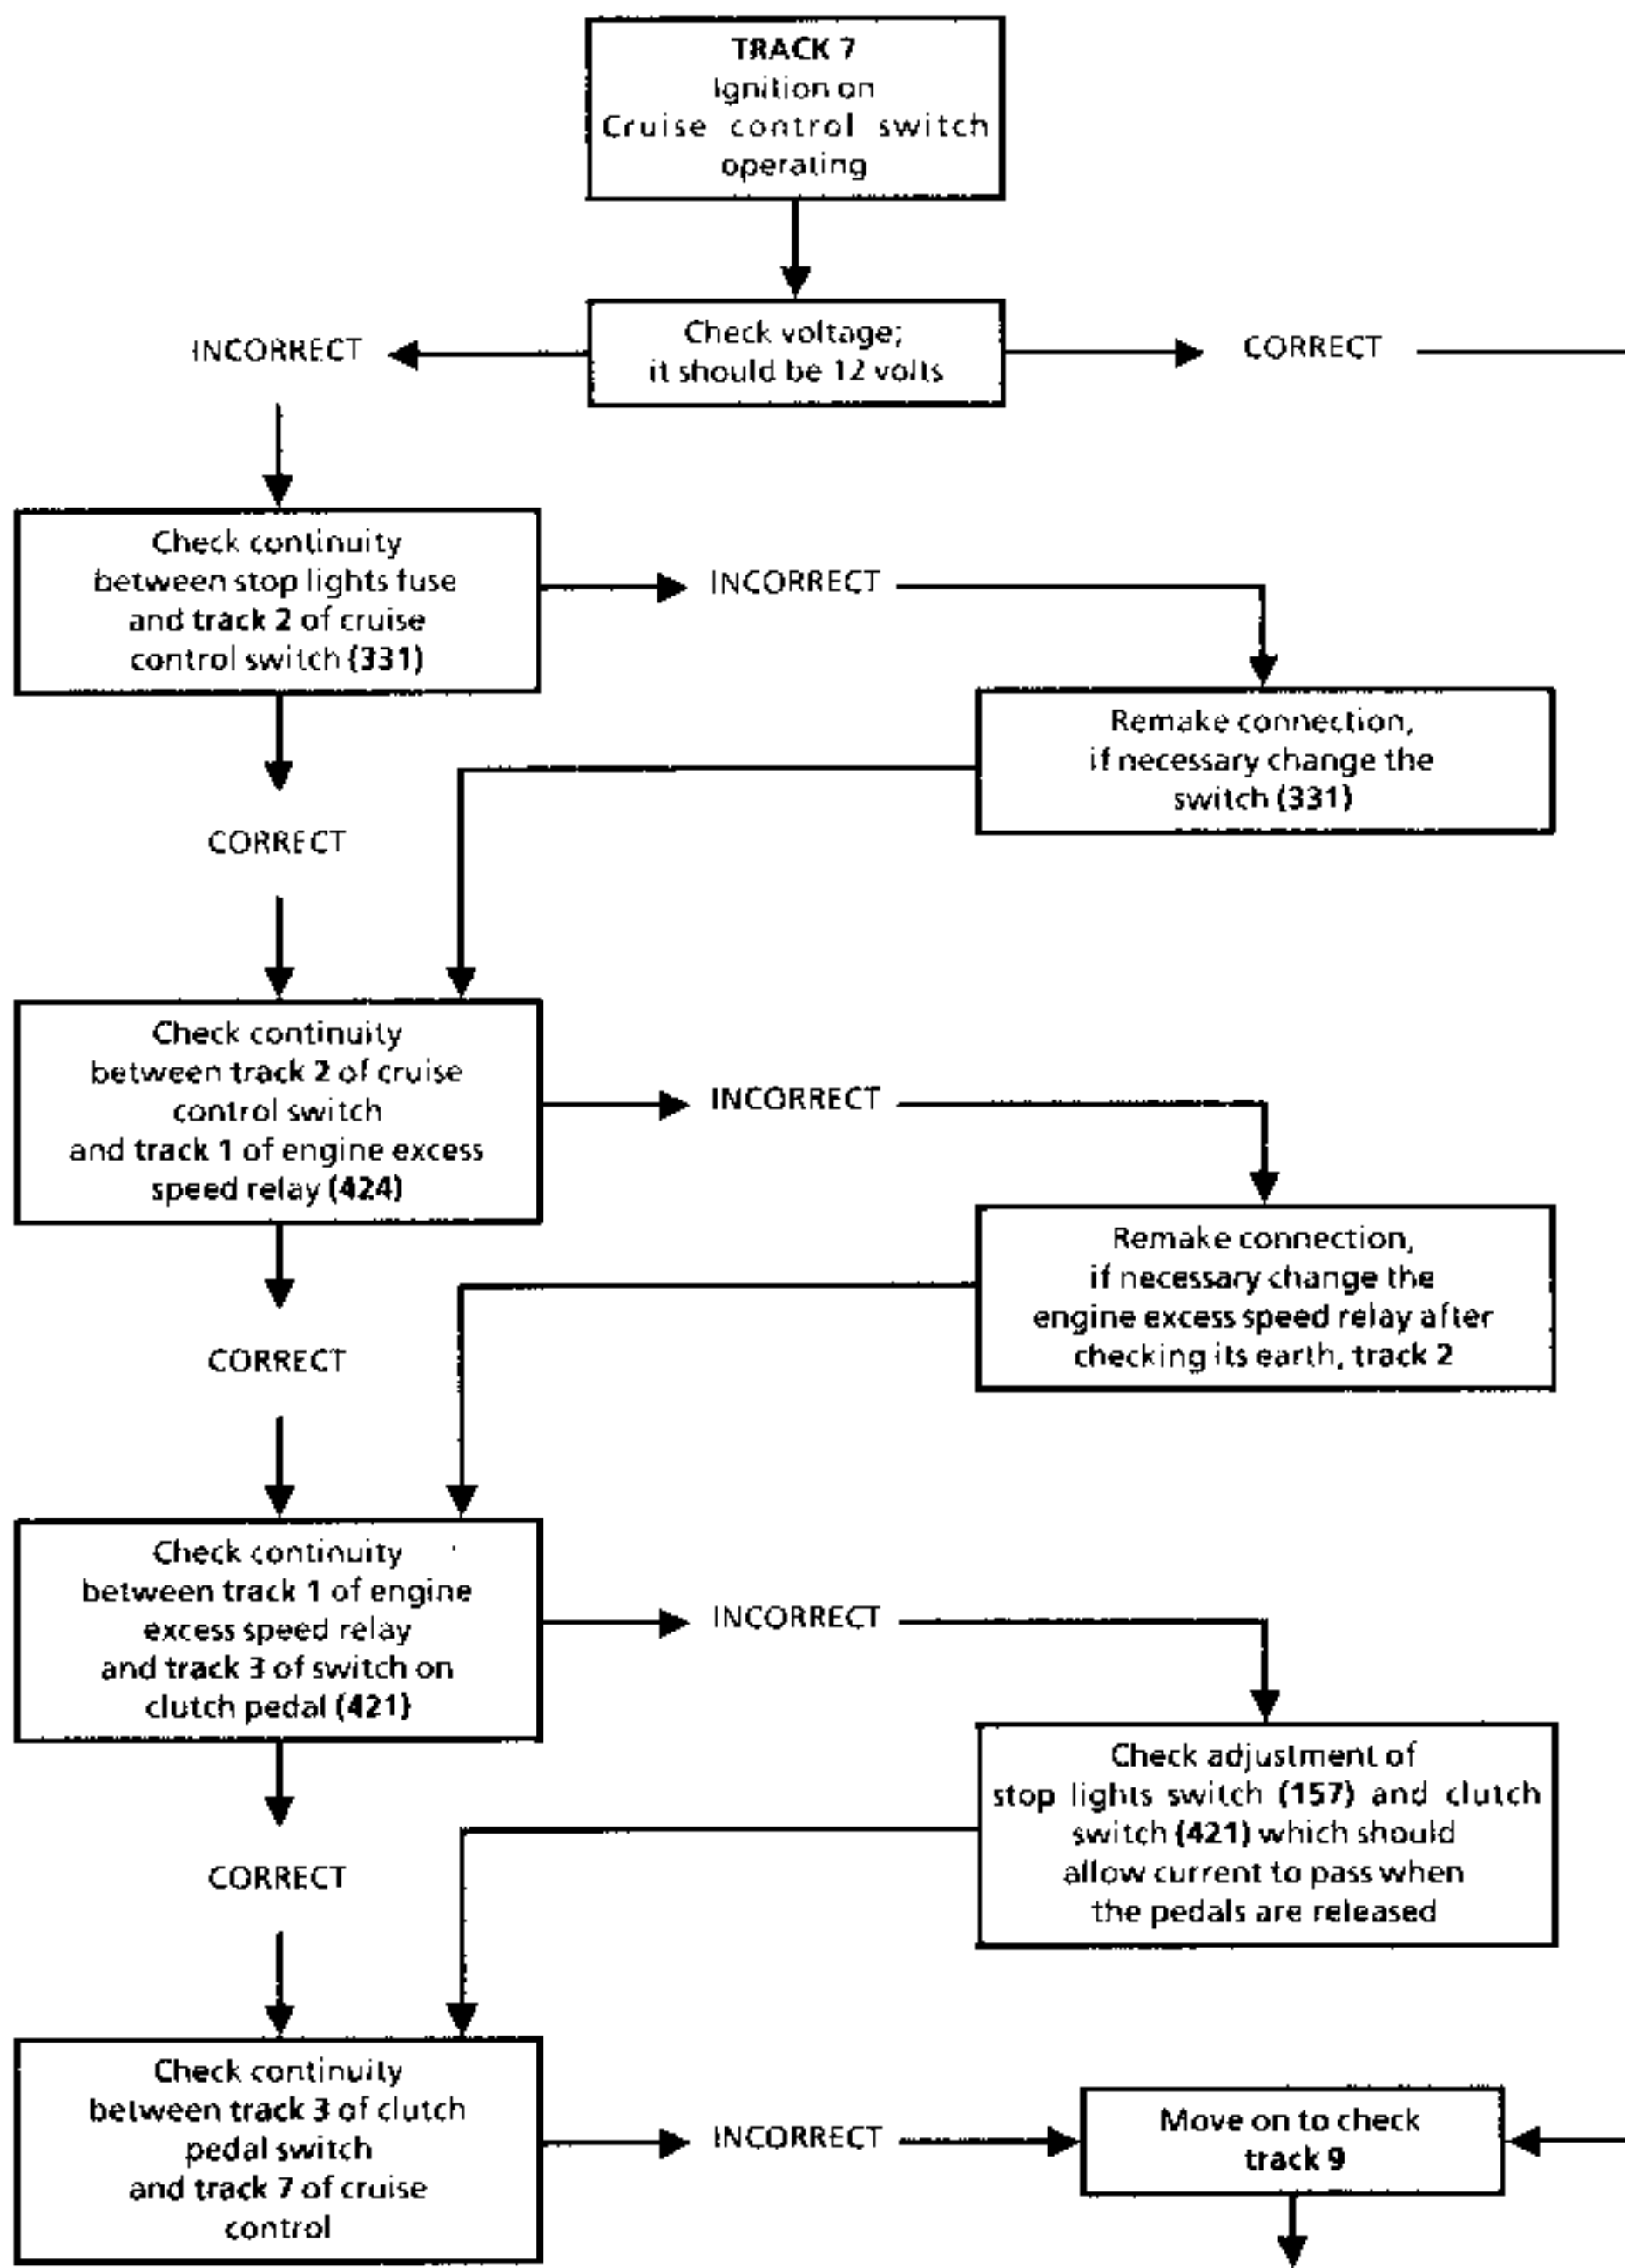 TRACK 7
Ignition on
Cruise control switch
operating
Check voltage;
it should be 12 volts
INCORRECT
CORRECT
Check continuity
between stop lights fuse
and track 2 of cruise
control switch (331)
INCORRECT
Remake connection,
if necessary change the
switch (331)
CORRECT
Check continuity
between track 2 of cruise
control switch
and track 1 of engine excess
speed relay (424)
INCORRECT
Remake connection,
if necessary change the
engine excess speed relay after
checking its earth, track 2
CORRECT
Check continuity
between track 1 of engine
excess speed relay
and track 3 of switch on
clutch pedal (421)
INCORRECT
Check adjustment of
stop lights switch (157) and clutch
switch (421) which should
allow current to pass when
the pedals are released
CORRECT
Check continuity
between track 3 of clutch
pedal switch
and track 7 of cruise
control
INCORRECT
Move on to check
track 9